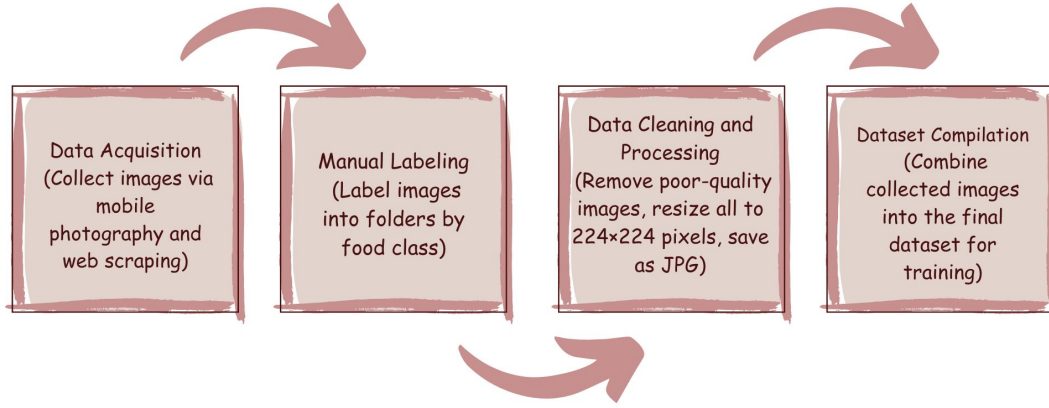 Data Acquisition
(Collect images via
mobile
photography and
web scraping)
Manual Labeling
(Label images
into folders by
food class)
Data Cleaning and
Processing
(Remove poor-quality
images, resize all to
224×224 pixels, save
as JPG)
Dataset Compilation
(Combine
collected images
into the final
dataset for
training)